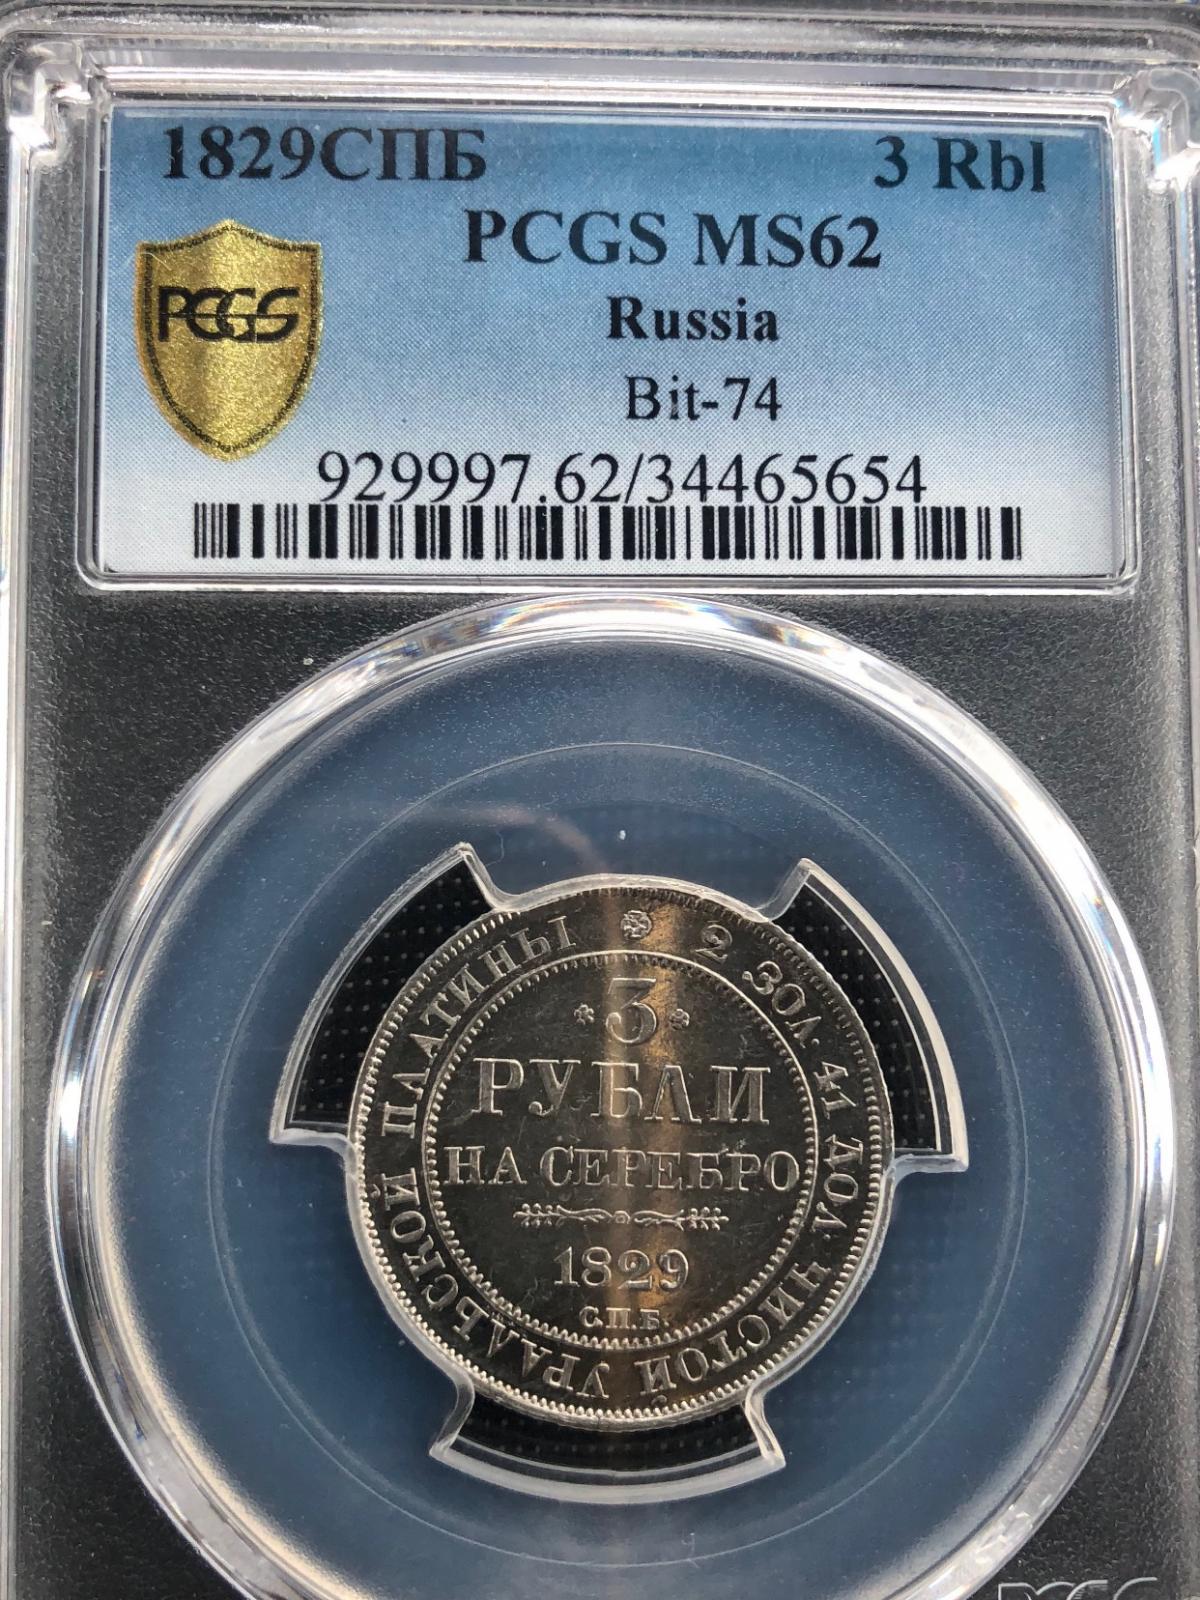 1829СПБ 3 Rbl
PCGS MS62
PCGS
Russia
Bit-74
929997.62/34465654
2 ЗОЛ. 41 ДОЛ. ЧИСТОЙ УРАЛЬСКОЙ ПЛАТИНЫ
3
РУБЛИ
НА СЕРЕБРО
1829
С.П.Б.
PCGS